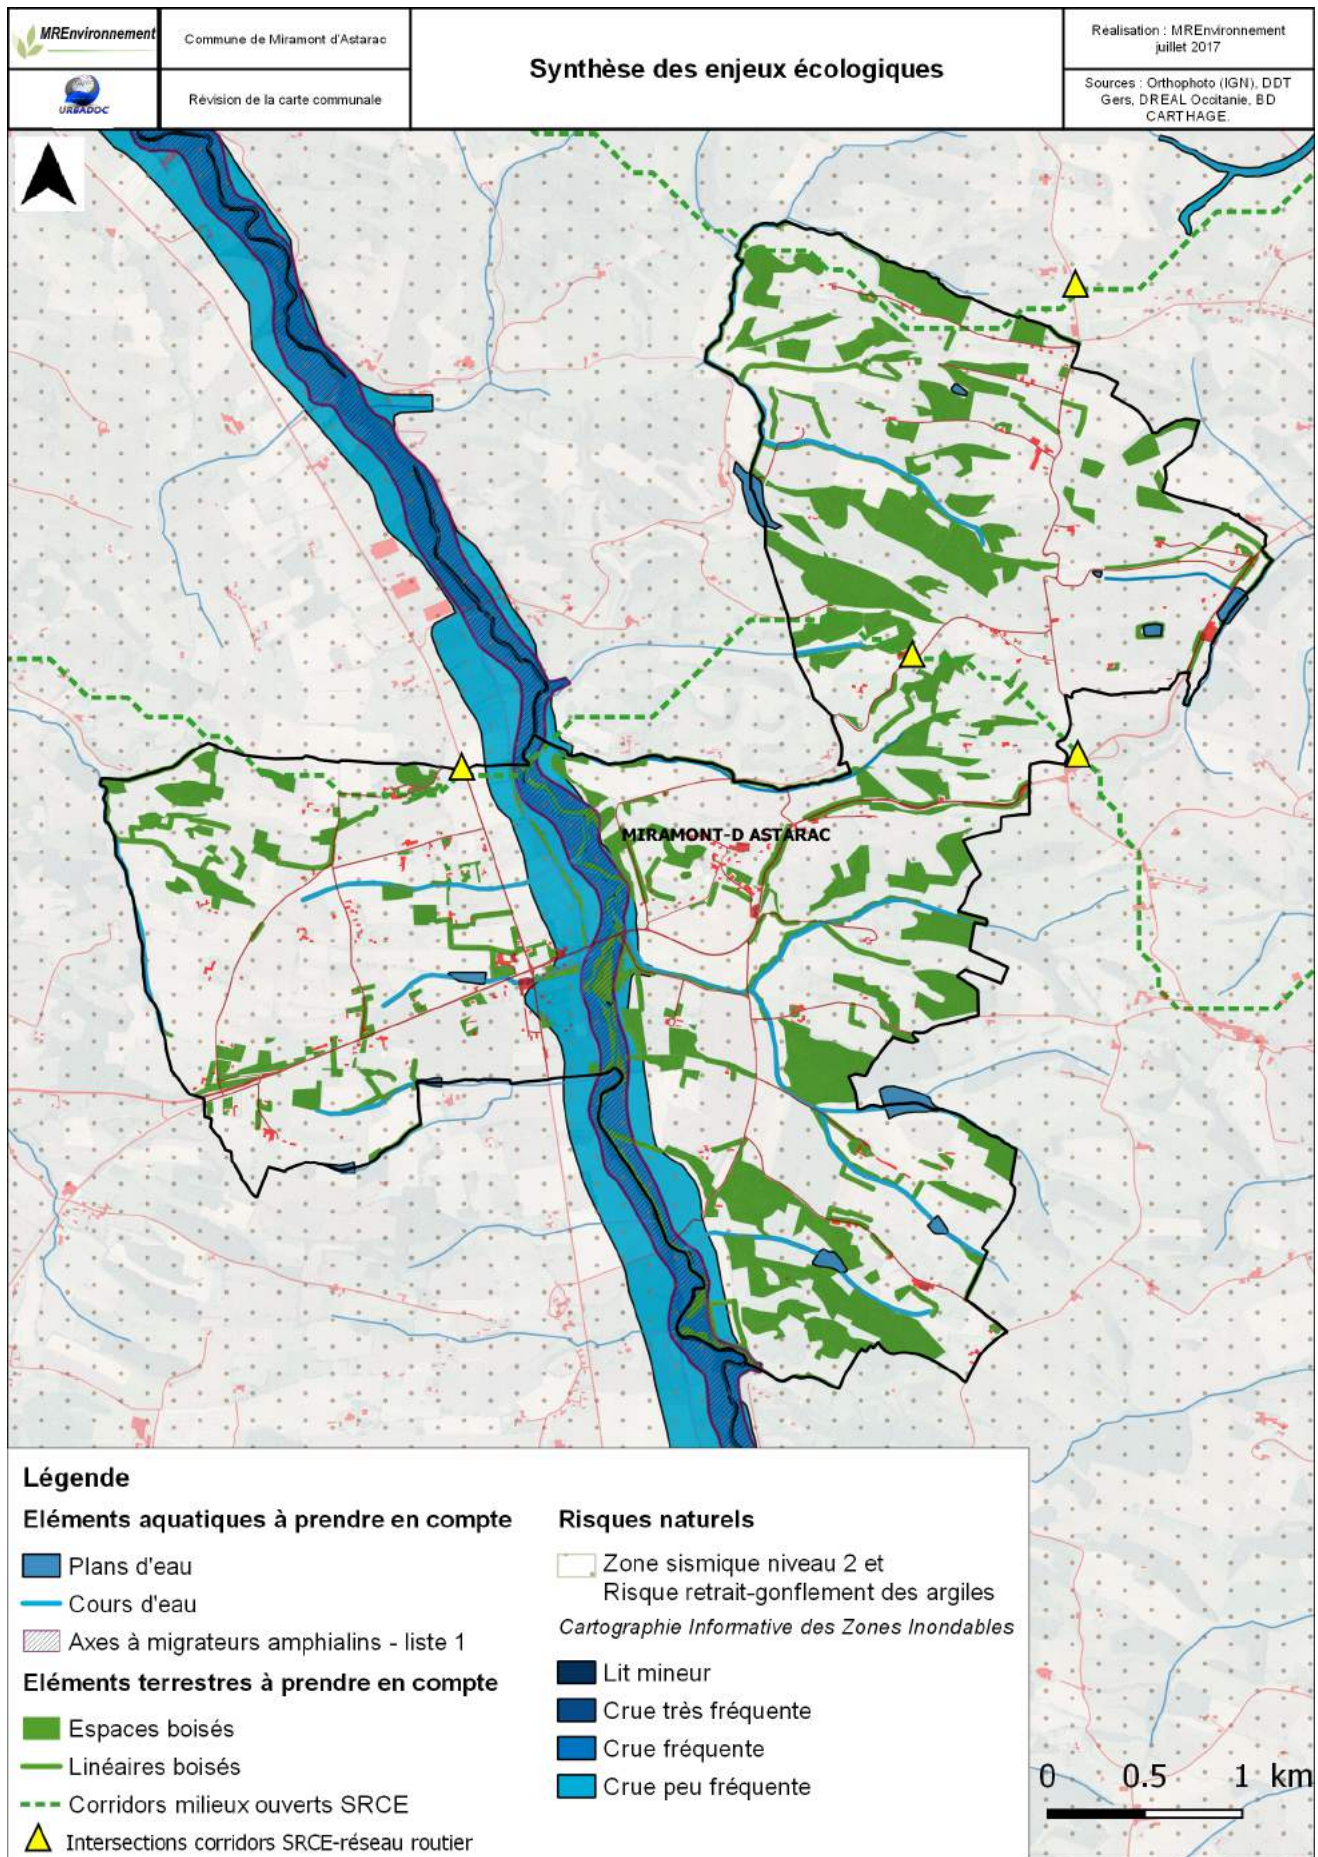 MREnvironnement
URBADOC
Commune de Miramont d'Astarac
Révision de la carte communale
Synthèse des enjeux écologiques
Réalisation : MREnvironnement
juillet 2017
Sources : Orthophoto (IGN), DDT
Gers, DREAL Occitanie, BD
CARTHAGE.
MIRAMONT-D ASTARAC
Légende
Eléments aquatiques à prendre en compte
Plans d'eau
Cours d'eau
Axes à migrateurs amphialins - liste 1
Eléments terrestres à prendre en compte
Espaces boisés
Linéaires boisés
Corridors milieux ouverts SRCE
Intersections corridors SRCE-réseau routier
Risques naturels
Zone sismique niveau 2 et
Risque retrait-gonflement des argiles
Cartographie Informative des Zones Inondables
Lit mineur
Crue très fréquente
Crue fréquente
Crue peu fréquente
0 0.5 1 km